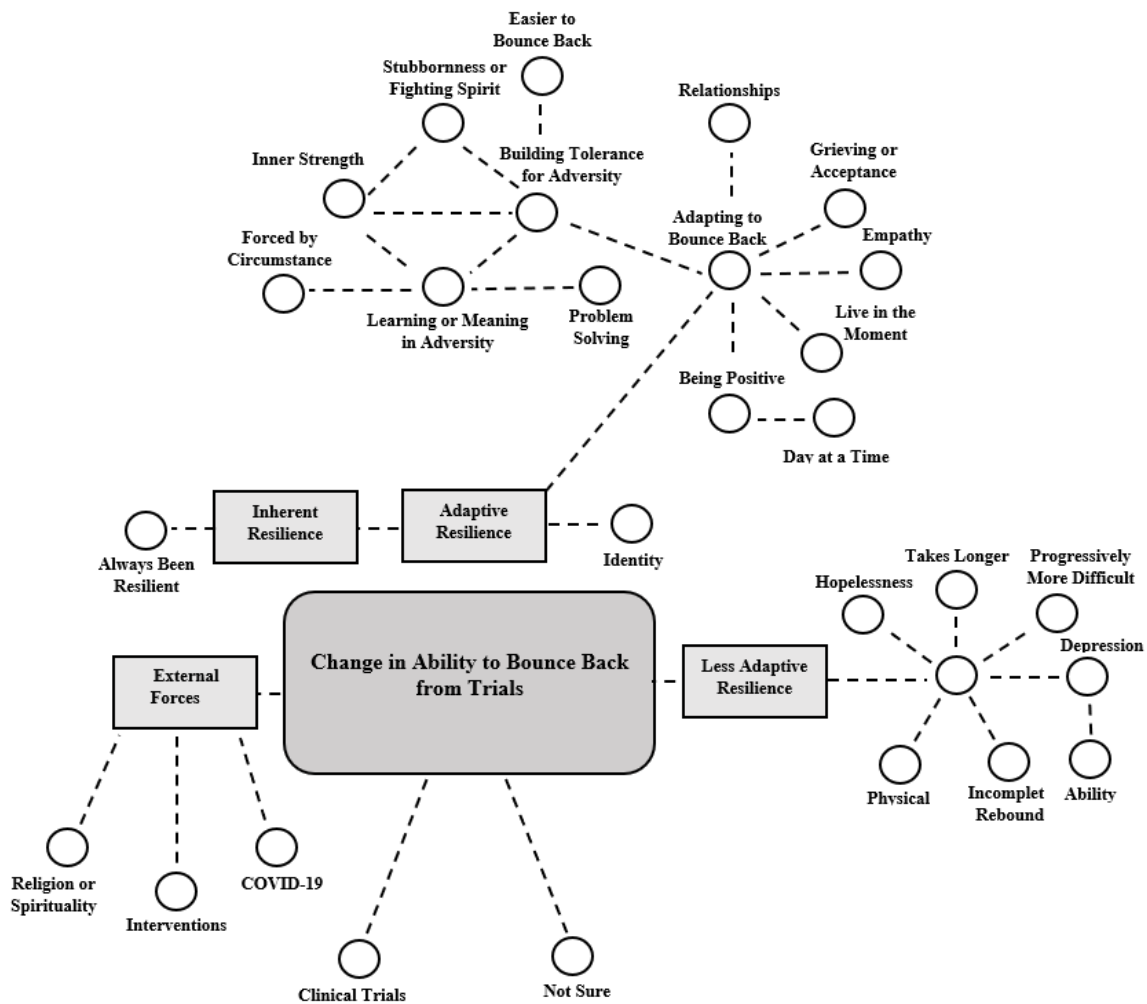 Easier to
Bounce Back
Stubbornness or
Fighting Spirit
Relationships
Inner Strength
Building Tolerance
for Adversity
Grieving or
Acceptance
Adapting to
Bounce Back
Empathy
Forced by
Circumstance
Learning or Meaning
in Adversity
Problem
Solving
Live in the
Moment
Being Positive
Day at a Time
Inherent
Resilience
Adaptive
Resilience
Always Been
Resilient
Identity
Takes Longer
Progressively
More Difficult
Hopelessness
Depression
Change in Ability to Bounce Back
from Trials
External
Forces
Less Adaptive
Resilience
Physical
Incomplet
Rebound
Ability
Religion or
Spirituality
Interventions
COVID-19
Clinical Trials
Not Sure